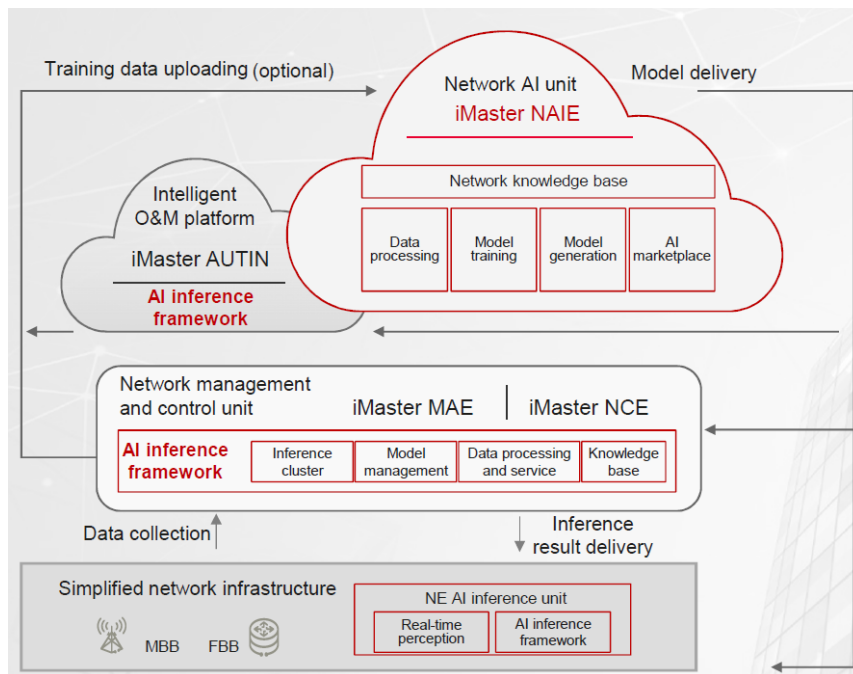 Training data uploading (optional)
Network AI unit
iMaster NAIE
Model delivery
Network knowledge base
Data
processing
Model
training
Model
generation
AI
marketplace
Intelligent
O&M platform
iMaster AUTIN
AI inference
framework
Network management
and control unit
iMaster MAE
iMaster NCE
AI inference
framework
Inference
cluster
Model
management
Data processing
and service
Knowledge
base
Data collection
Inference
result delivery
Simplified network infrastructure
MBB
FBB
NE AI inference unit
Real-time
perception
AI inference
framework